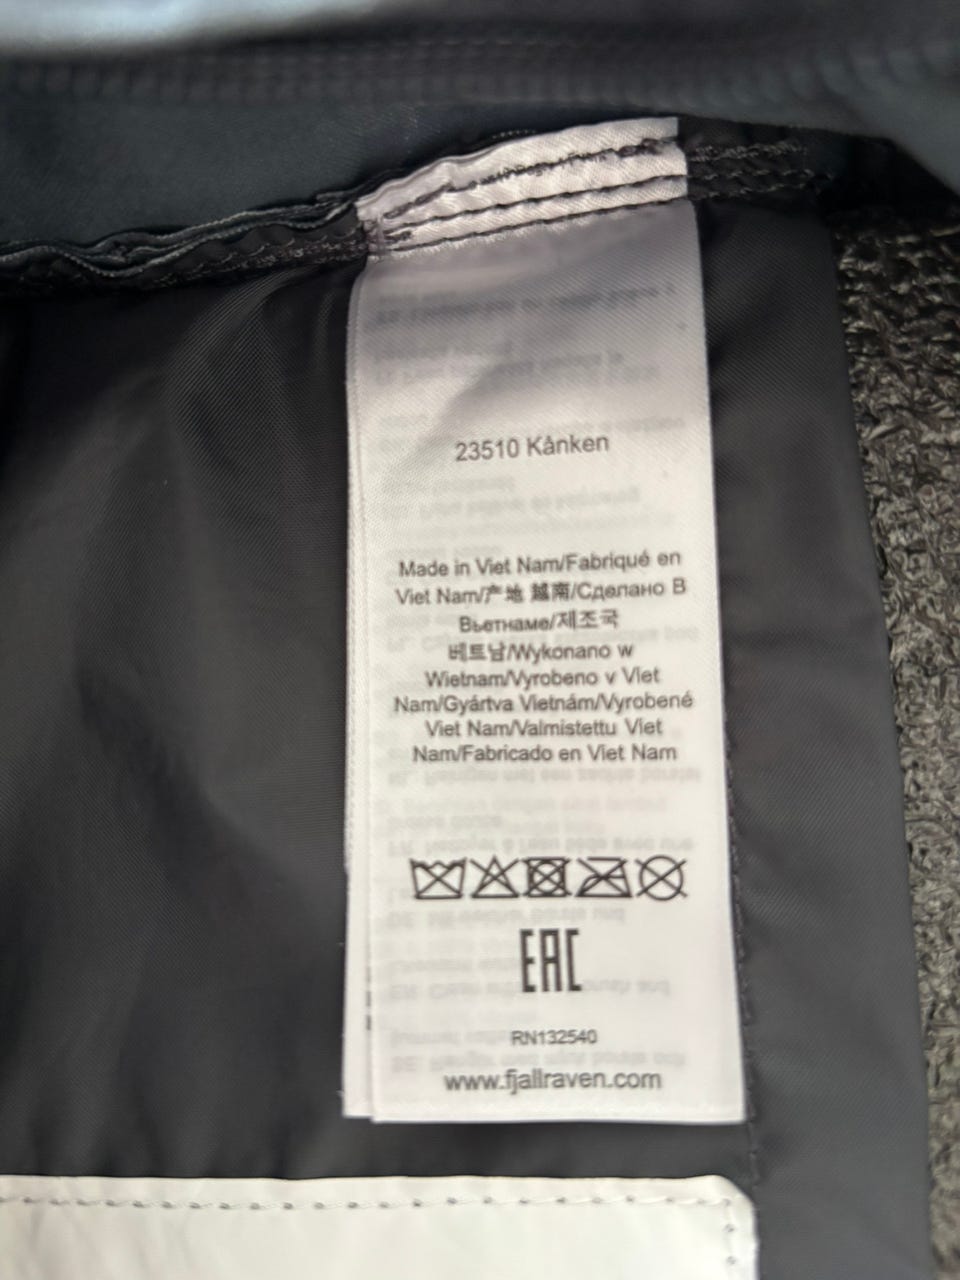 23510 Kånken
Made in Viet Nam/Fabriqué en
Viet Nam/产地 越南/Сделано В
Вьетнаме/제조국
베트남/Wykonano w
Wietnam/Vyrobeno v Viet
Nam/Gyártva Vietnám/Vyrobené
Viet Nam/Valmistettu Viet
Nam/Fabricado en Viet Nam
EAC
RN132540
www.fjallraven.com